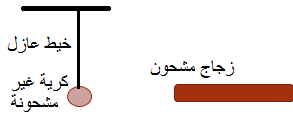 خيط عازل
كرية غير
مشحونة
زجاج مشحون